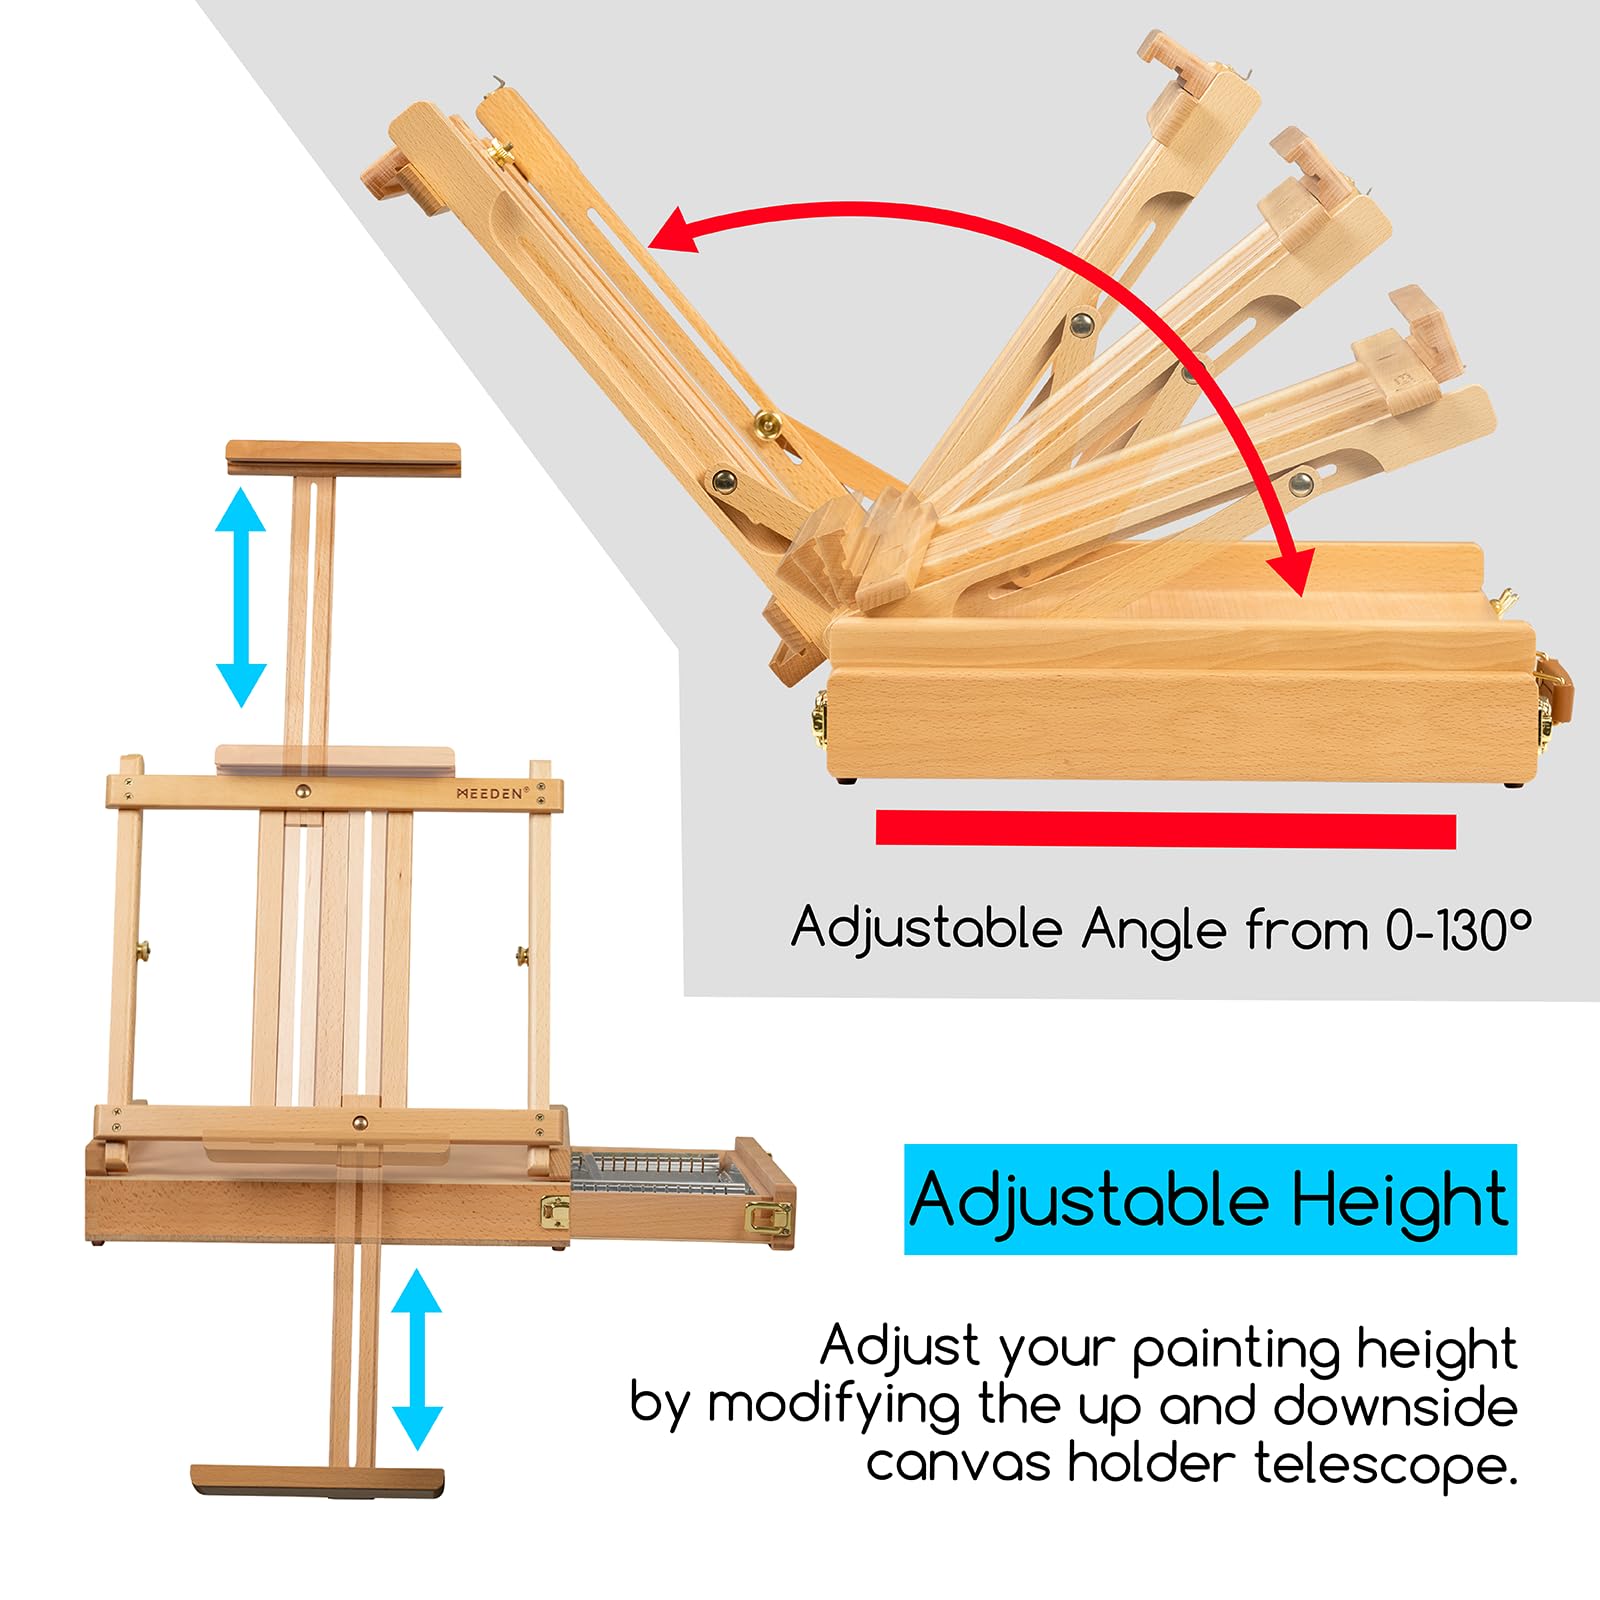 MEEDEN®
Adjustable Angle from 0-130°
Adjustable Height
Adjust your painting height
by modifying the up and downside
canvas holder telescope.